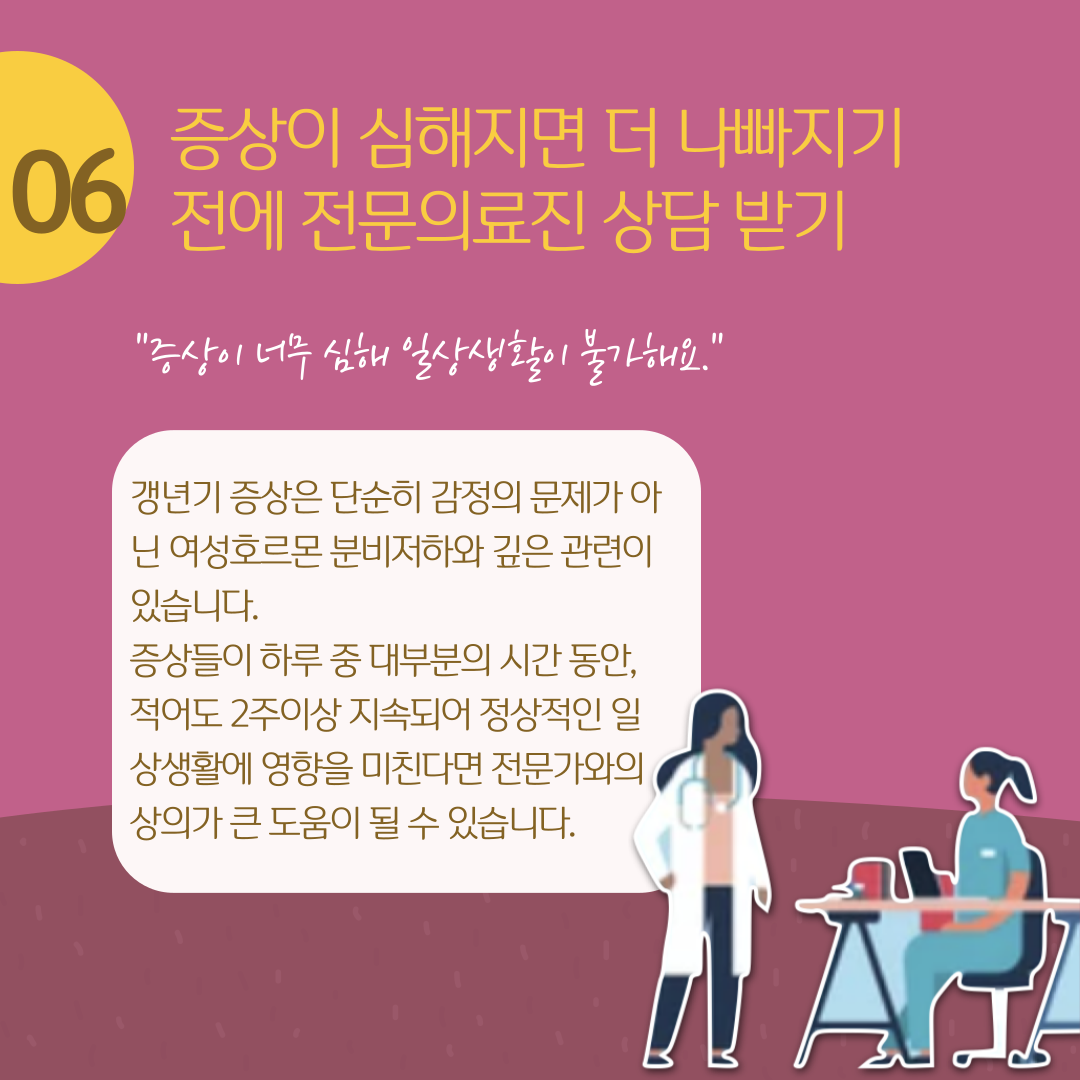 06
증상이 심해지면 더 나빠지기
전에 전문의료진 상담 받기
"증상이 너무 심해 일상생활이 불가해요."
갱년기 증상은 단순히 감정의 문제가 아
닌 여성호르몬 분비저하와 깊은 관련이
있습니다.
증상들이 하루 중 대부분의 시간 동안,
적어도 2주이상 지속되어 정상적인 일
상생활에 영향을 미친다면 전문가와의
상의가 큰 도움이 될 수 있습니다.